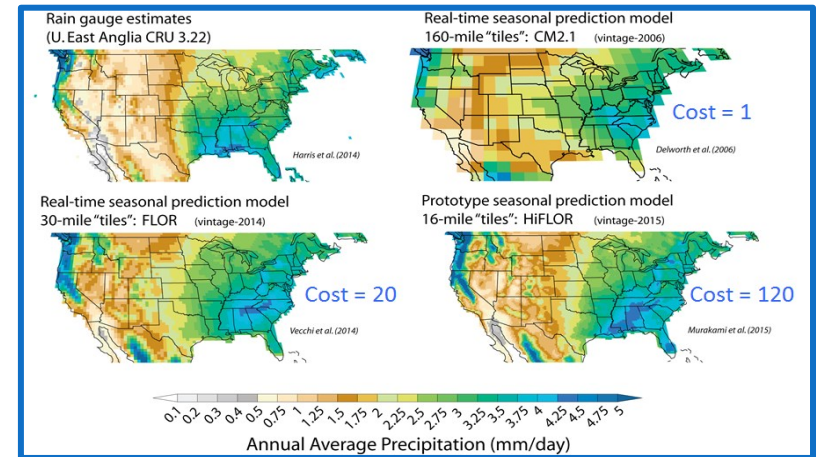 Rain gauge estimates
(U. East Anglia CRU 3.22)
Harris et al. (2014)
Real-time seasonal prediction model
160-mile "tiles": CM2.1 (vintage-2006)
Cost = 1
Delworth et al. (2006)
Real-time seasonal prediction model
30-mile "tiles": FLOR (vintage-2014)
Cost = 20
Vecchi et al. (2014)
Prototype seasonal prediction model
16-mile "tiles": HiFLOR (vintage-2015)
Cost = 120
Murakami et al. (2015)
0.1 0.2 0.3 0.4 0.5 0.75 1 1.25 1.5 1.75 2 2.25 2.5 2.75 3 3.25 3.5 3.75 4 4.25 4.5 4.75 5
Annual Average Precipitation (mm/day)